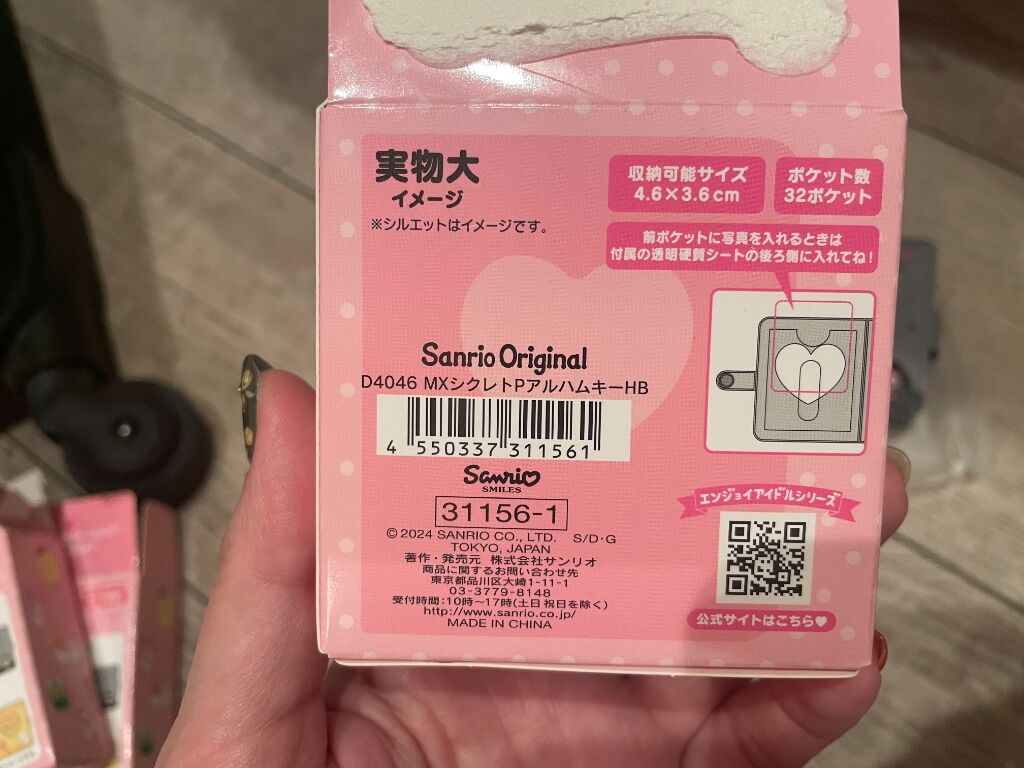 実物大
イメージ
※シルエットはイメージです。
収納可能サイズ
4.6×3.6cm
ポケット数
32ポケット
前ポケットに写真を入れるときは
付属の透明硬質シートの後ろ側に入れてね!
Sanrio Original
D4046 MXシクレトPアルハムキーHB
4 550337 311561
Sanrio
SMILES
31156-1
©2024 SANRIO CO., LTD. S/D・G
TOKYO, JAPAN
著作・発売元 株式会社サンリオ
商品に関するお問い合わせ先
東京都品川区大崎1-11-1
03-3779-8148
受付時間:10時～17時(土日祝日を除く)
http://www.sanrio.co.jp/
MADE IN CHINA
エンジョイアイドルシリーズ
公式サイトはこちら♥